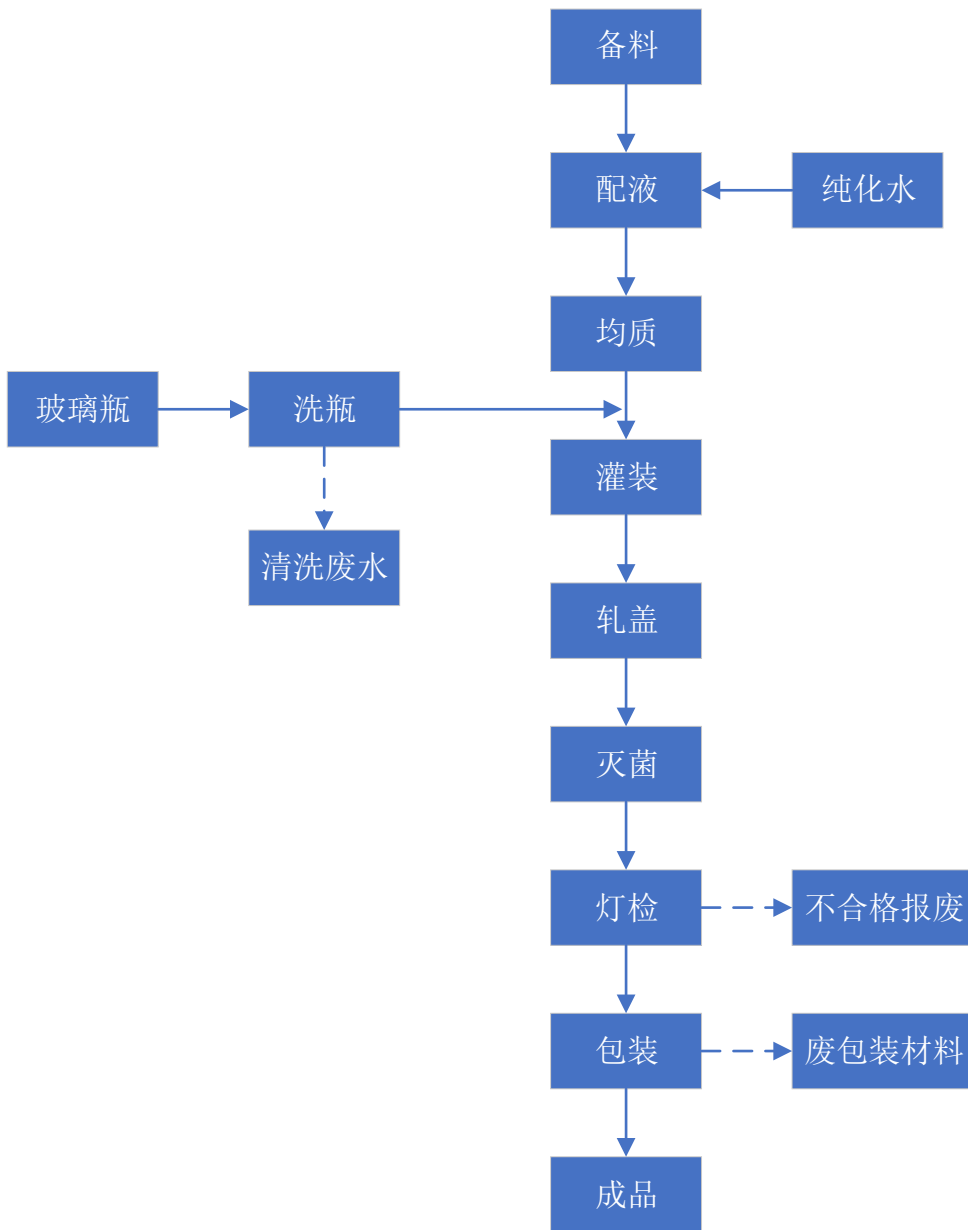 备料
配液
纯化水
均质
玻璃瓶
洗瓶
灌装
清洗废水
轧盖
灭菌
灯检
不合格报废
包装
废包装材料
成品